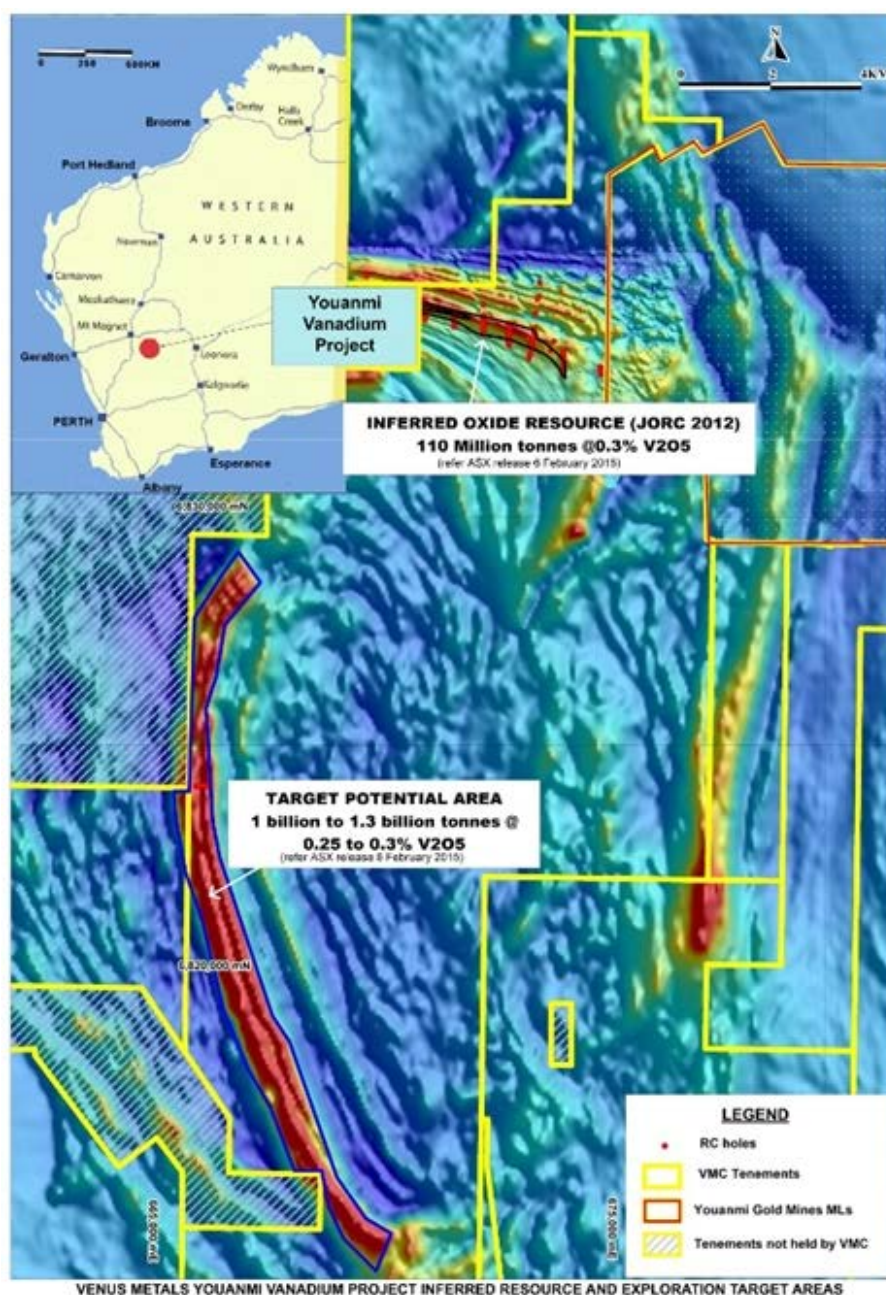 0 250 600KM
Wyndham
Derby
Broome
Halls
Creek
Port Hedland
WESTERN
AUSTRALIA
Newman
Carnarvon
Meekathara
Mt Magnet
Geralton
Leonora
Kalgoorlie
PERTH
Esperance
Albany
N
0 2 4KM
Youanmi
Vanadium
Project
INFERRED OXIDE RESOURCE (JORC 2012)
110 Million tonnes @0.3% V2O5
(refer ASX release 6 February 2015)
6,830,000 mN
TARGET POTENTIAL AREA
1 billion to 1.3 billion tonnes @
0.25 to 0.3% V2O5
(refer ASX release 6 February 2015)
6,820,000 mN
665,000 mE
675,000 mE
LEGEND
RC holes
VMC Tenements
Youanmi Gold Mines MLs
Tenements not held by VMC
VENUS METALS YOUANMI VANADIUM PROJECT INFERRED RESOURCE AND EXPLORATION TARGET AREAS